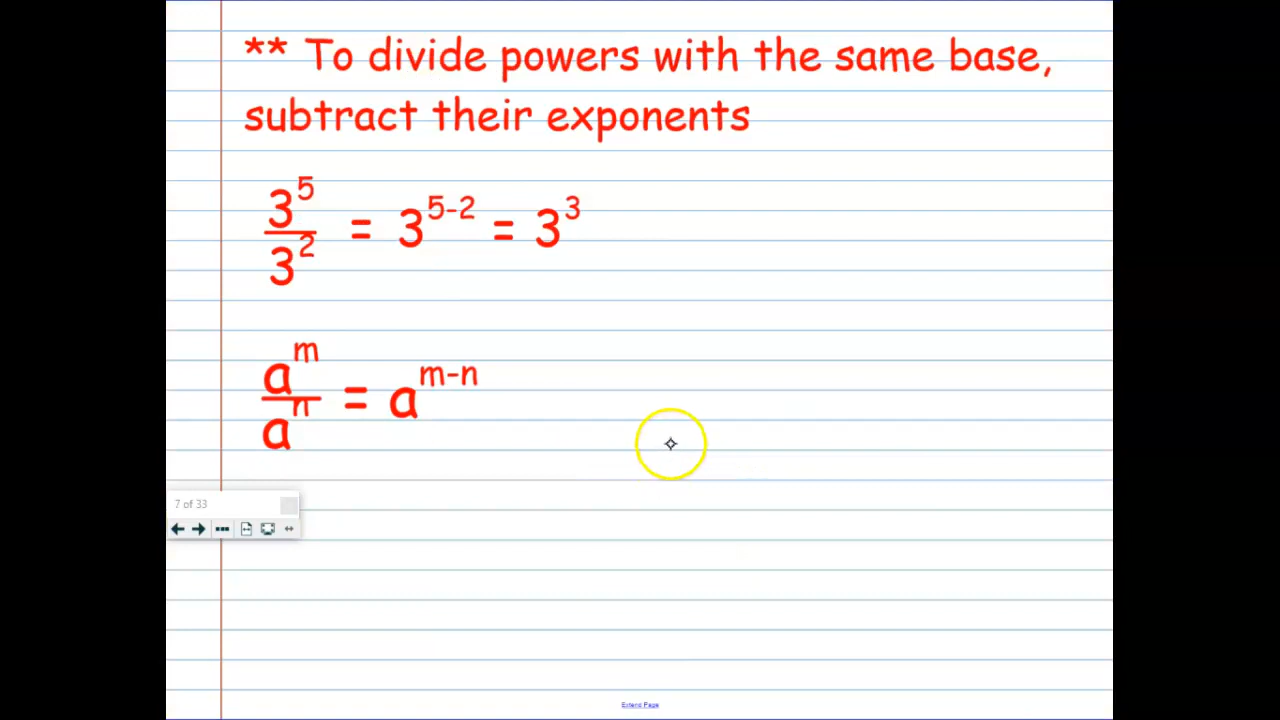 ** To divide powers with the same base,
subtract their exponents
3^5/3^2 = 3^(5-2) = 3^3
a^m/a^n = a^(m-n)
7 of 33
Extend Page